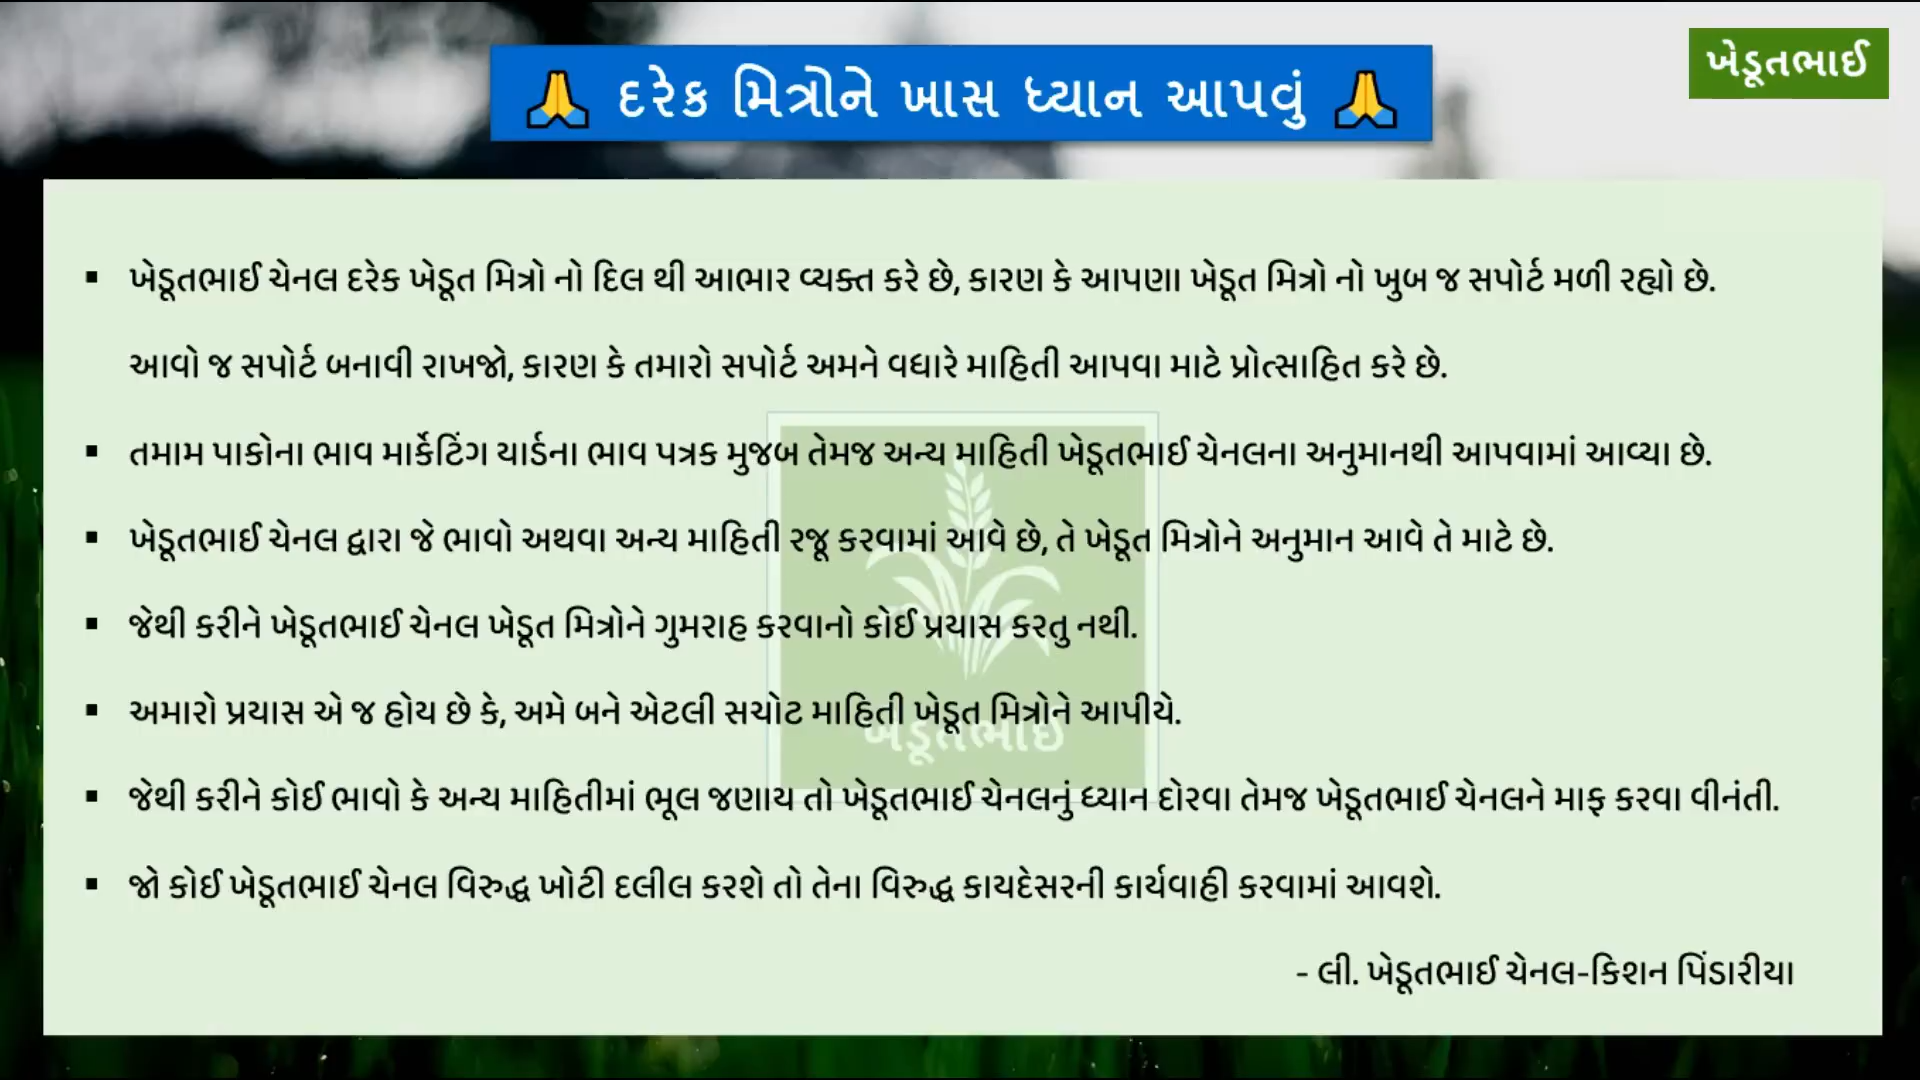 ખેડૂતભાઈ
🙏 દરેક મિત્રોને ખાસ ધ્યાન આપવું 🙏
▪ ખેડૂતભાઈ ચેનલ દરેક ખેડૂત મિત્રો નો દિલ થી આભાર વ્યક્ત કરે છે, કારણ કે આપણા ખેડૂત મિત્રો નો ખુબ જ સપોર્ટ મળી રહ્યો છે.
આવો જ સપોર્ટ બનાવી રાખજો, કારણ કે તમારો સપોર્ટ અમને વધારે માહિતી આપવા માટે પ્રોત્સાહિત કરે છે.
▪ તમામ પાકોના ભાવ માર્કેટિંગ યાર્ડના ભાવ પત્રક મુજબ તેમજ અન્ય માહિતી ખેડૂતભાઈ ચેનલના અનુમાનથી આપવામાં આવ્યા છે.
▪ ખેડૂતભાઈ ચેનલ દ્વારા જે ભાવો અથવા અન્ય માહિતી રજૂ કરવામાં આવે છે, તે ખેડૂત મિત્રોને અનુમાન આવે તે માટે છે.
▪ જેથી કરીને ખેડૂતભાઈ ચેનલ ખેડૂત મિત્રોને ગુમરાહ કરવાનો કોઈ પ્રયાસ કરતુ નથી.
▪ અમારો પ્રયાસ એ જ હોય છે કે, અમે બને એટલી સચોટ માહિતી ખેડૂત મિત્રોને આપીયે.
ખેડૂતભાઈ
▪ જેથી કરીને કોઈ ભાવો કે અન્ય માહિતીમાં ભૂલ જણાય તો ખેડૂતભાઈ ચેનલનું ધ્યાન દોરવા તેમજ ખેડૂતભાઈ ચેનલને માફ કરવા વીનંતી.
▪ જો કોઈ ખેડૂતભાઈ ચેનલ વિરુદ્ધ ખોટી દલીલ કરશે તો તેના વિરુદ્ધ કાયદેસરની કાર્યવાહી કરવામાં આવશે.
- લી. ખેડૂતભાઈ ચેનલ-કિશન પિંડારીયા